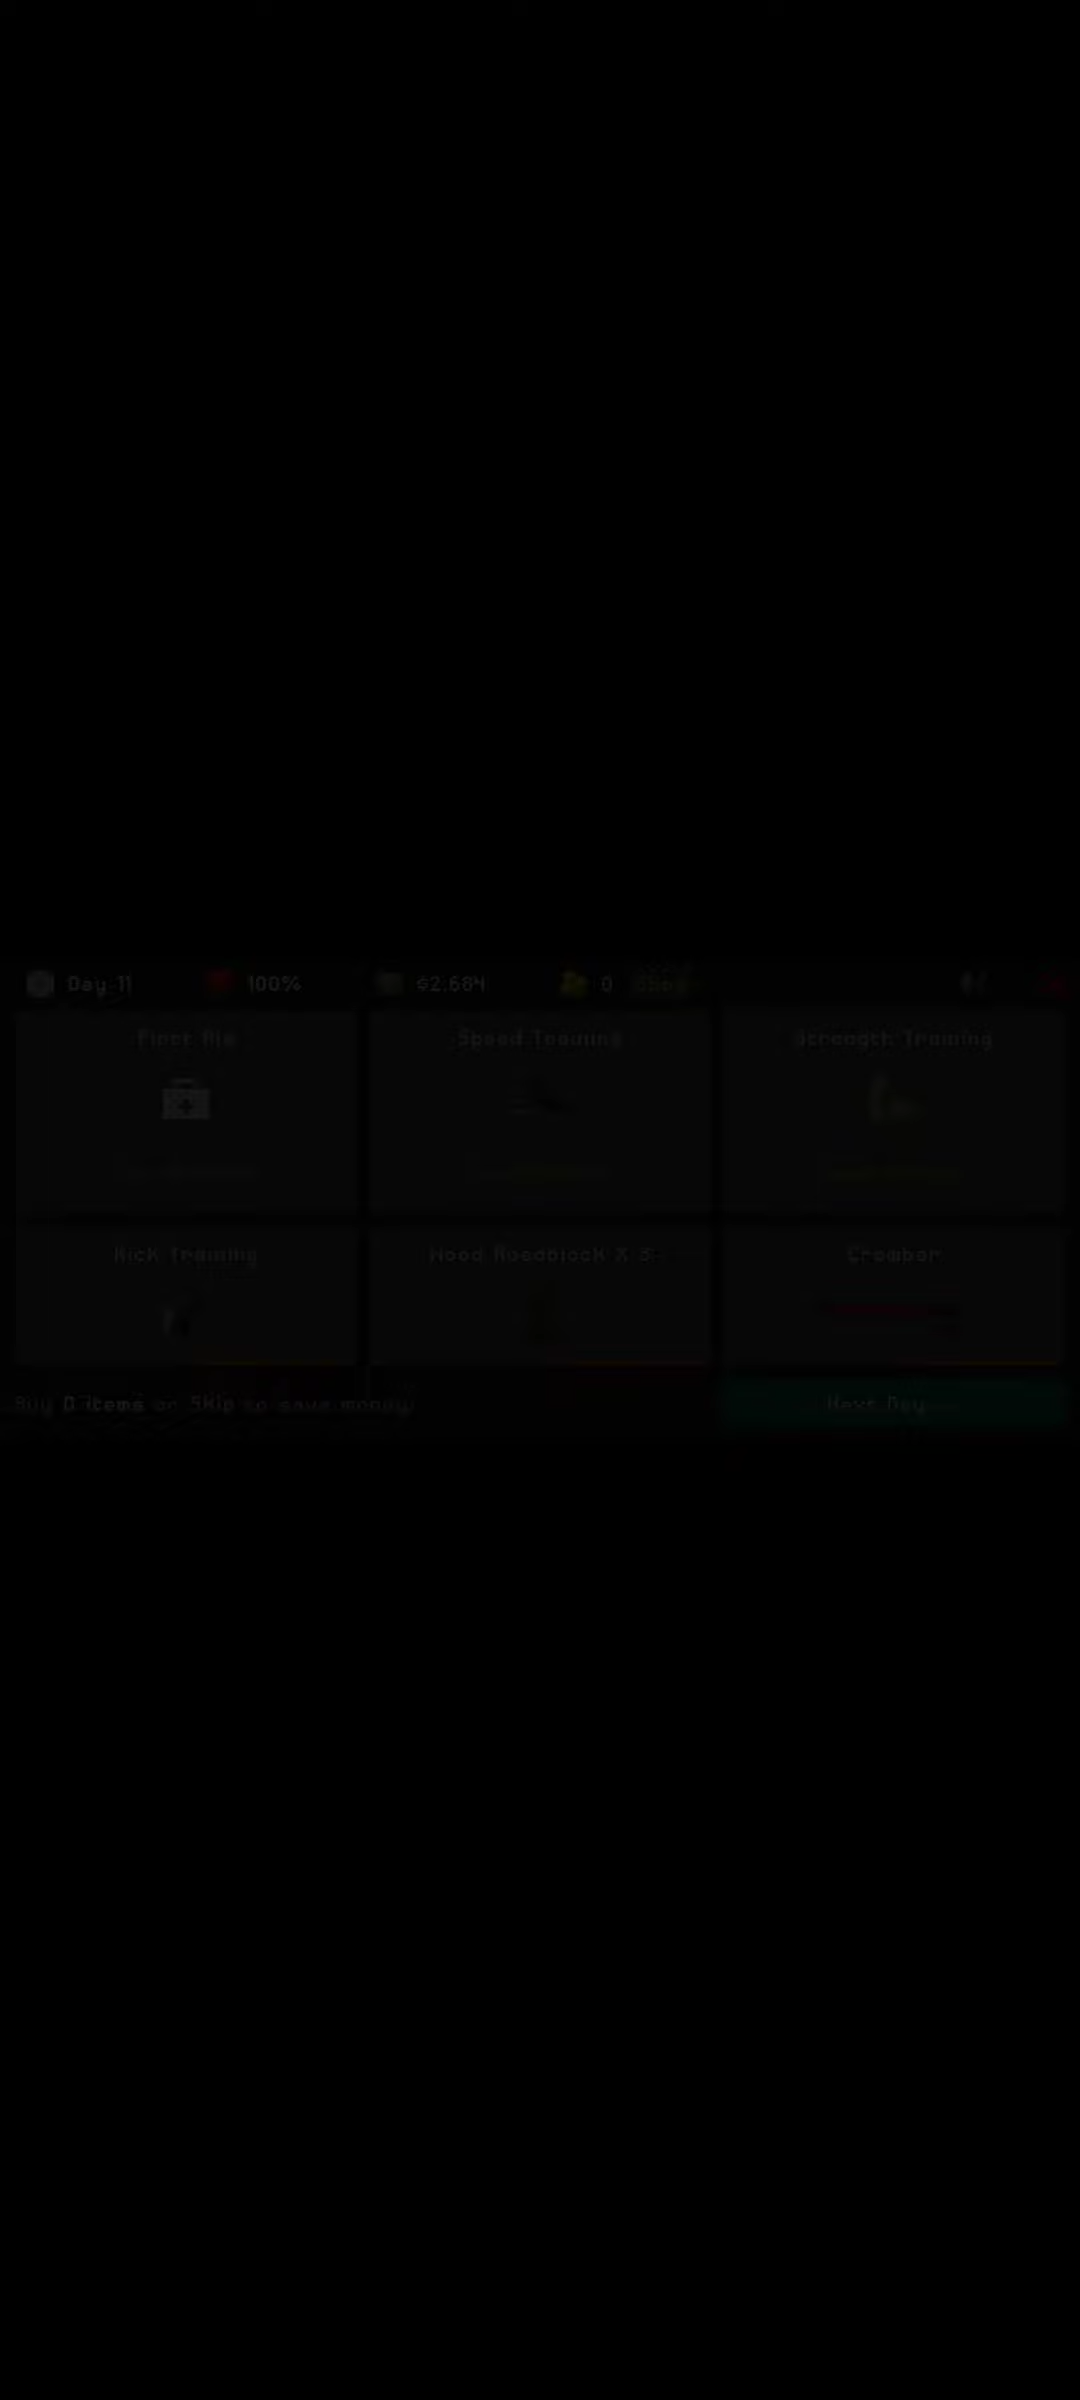 Day 11 100% $2,684 0
First Aid Speed Training Strength Training
Kick Training Wood Roadblock X 3 Crowbar
Buy 0 items or Skip to save money! Next Day